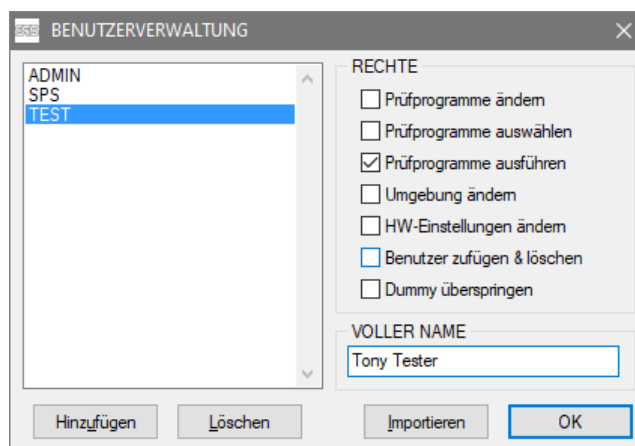 BENUTZERVERWALTUNG
ADMIN
SPS
TEST
RECHTE
Prüfprogramme ändern
Prüfprogramme auswählen
Prüfprogramme ausführen
Umgebung ändern
HW-Einstellungen ändern
Benutzer zufügen & löschen
Dummy überspringen
VOLLER NAME
Tony Tester
Hinzufügen
Löschen
Importieren
OK